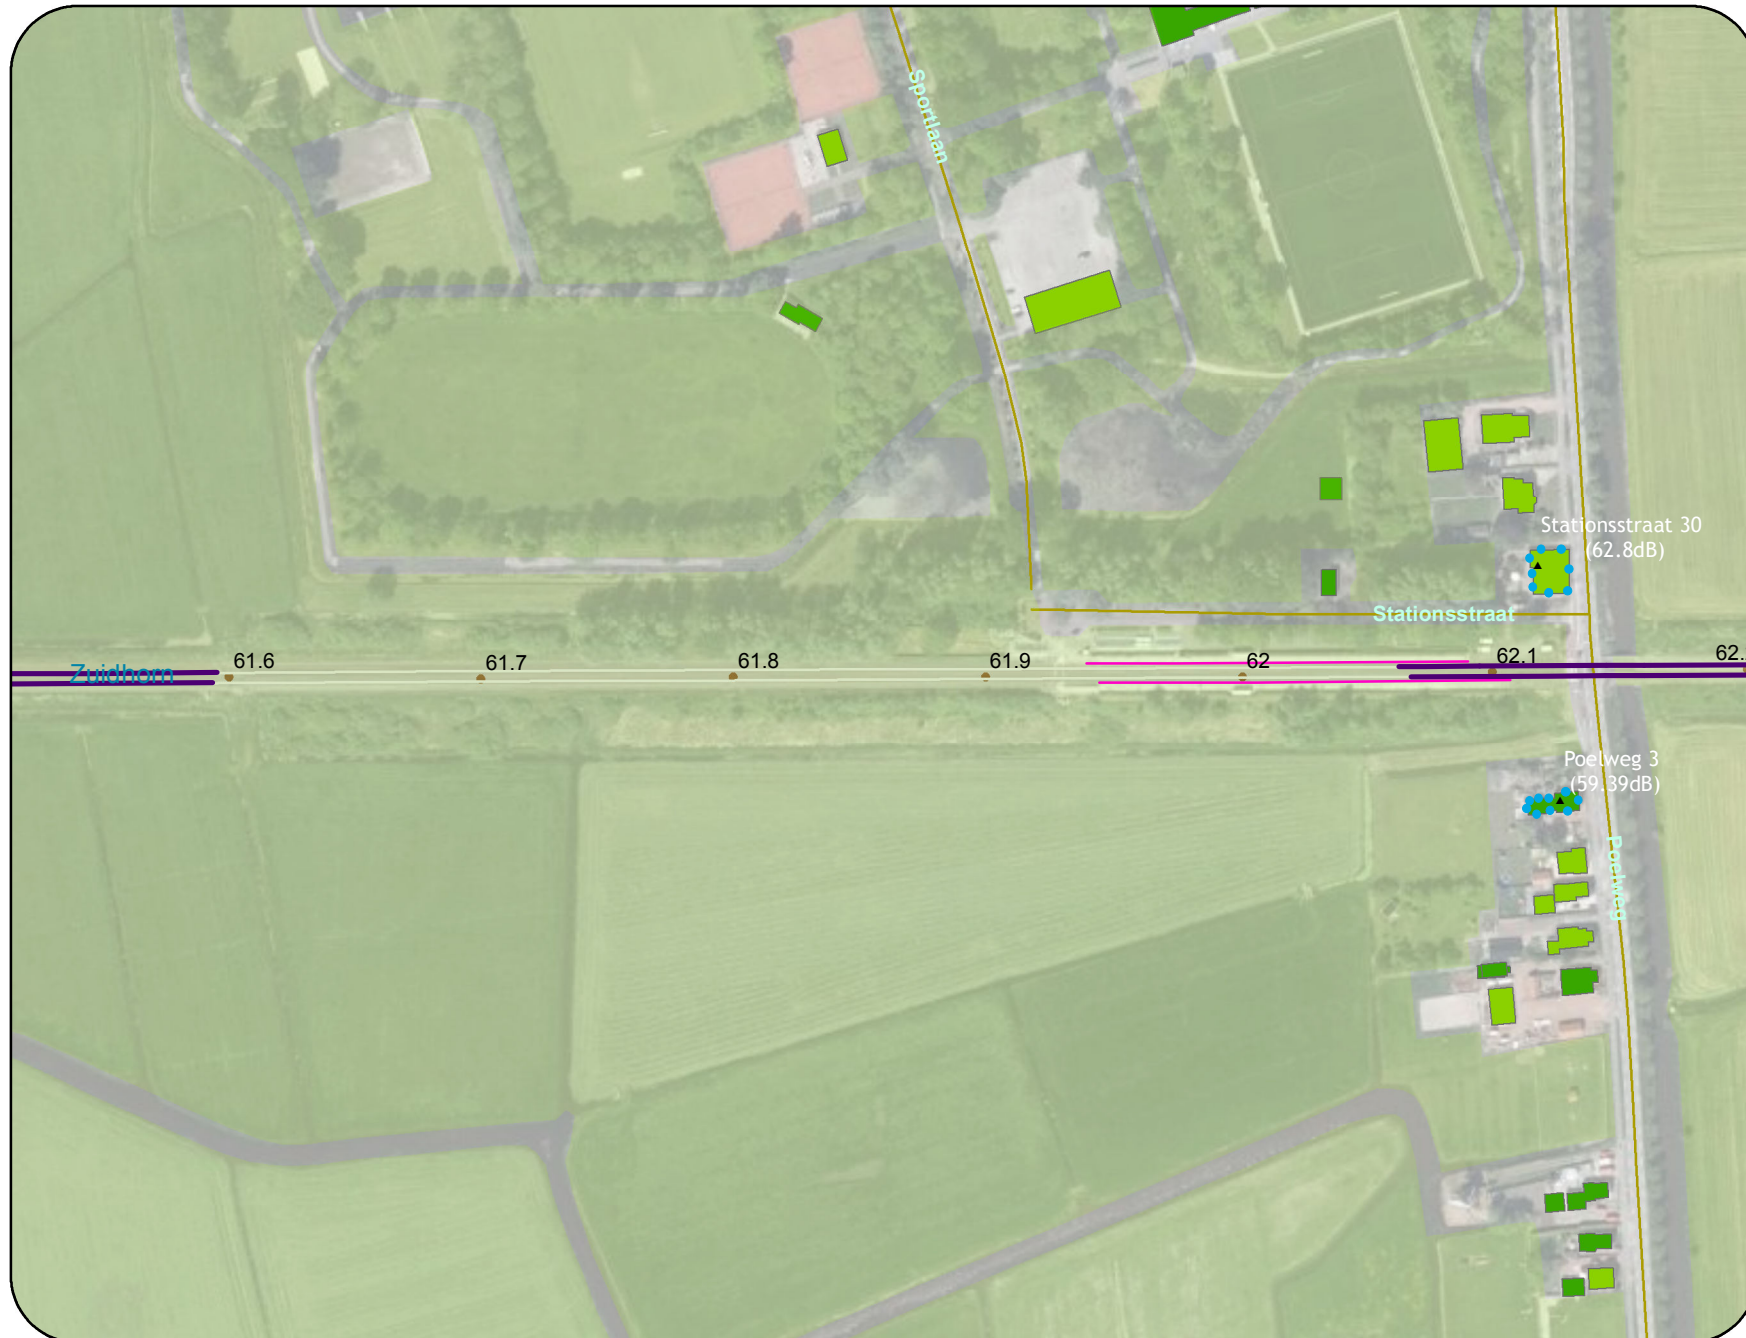 Sportlaan
Stationsstraat 30
(62.8dB)
Stationsstraat
Zuidhorn
61.6
61.7
61.8
61.9
62
62.1
62.
Poelweg 3
(59.39dB)
Poelweg